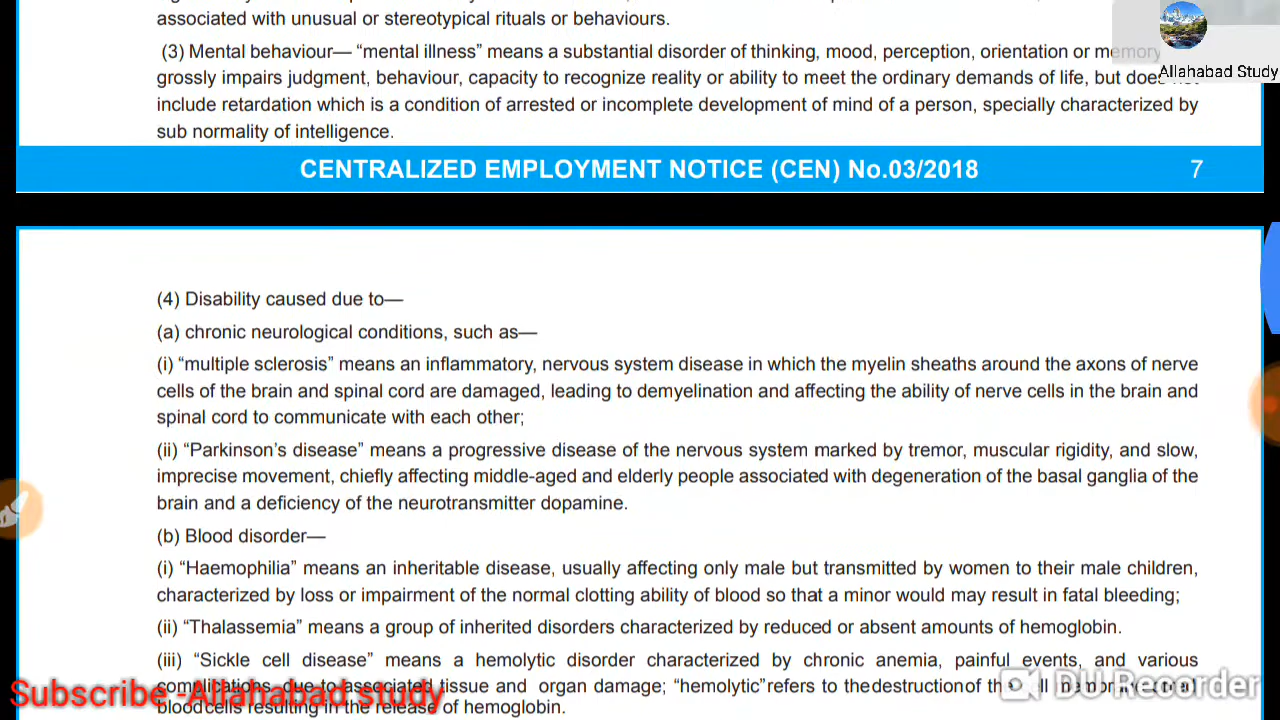 associated with unusual or stereotypical rituals or behaviours.
(3) Mental behaviour— “mental illness” means a substantial disorder of thinking, mood, perception, orientation or memory
Allahabad Study
grossly impairs judgment, behaviour, capacity to recognize reality or ability to meet the ordinary demands of life, but does not
include retardation which is a condition of arrested or incomplete development of mind of a person, specially characterized by
sub normality of intelligence.
CENTRALIZED EMPLOYMENT NOTICE (CEN) No.03/2018 7
(4) Disability caused due to—
(a) chronic neurological conditions, such as—
(i) “multiple sclerosis” means an inflammatory, nervous system disease in which the myelin sheaths around the axons of nerve
cells of the brain and spinal cord are damaged, leading to demyelination and affecting the ability of nerve cells in the brain and
spinal cord to communicate with each other;
(ii) “Parkinson’s disease” means a progressive disease of the nervous system marked by tremor, muscular rigidity, and slow,
imprecise movement, chiefly affecting middle-aged and elderly people associated with degeneration of the basal ganglia of the
brain and a deficiency of the neurotransmitter dopamine.
(b) Blood disorder—
(i) “Haemophilia” means an inheritable disease, usually affecting only male but transmitted by women to their male children,
characterized by loss or impairment of the normal clotting ability of blood so that a minor would may result in fatal bleeding;
(ii) “Thalassemia” means a group of inherited disorders characterized by reduced or absent amounts of hemoglobin.
(iii) “Sickle cell disease” means a hemolytic disorder characterized by chronic anemia, painful events, and various
complications due to associated tissue and organ damage; “hemolytic” refers to the destruction of the cell membrane
blood cells resulting in the release of hemoglobin.
Subscribe -Allahabad study
DU Recorder